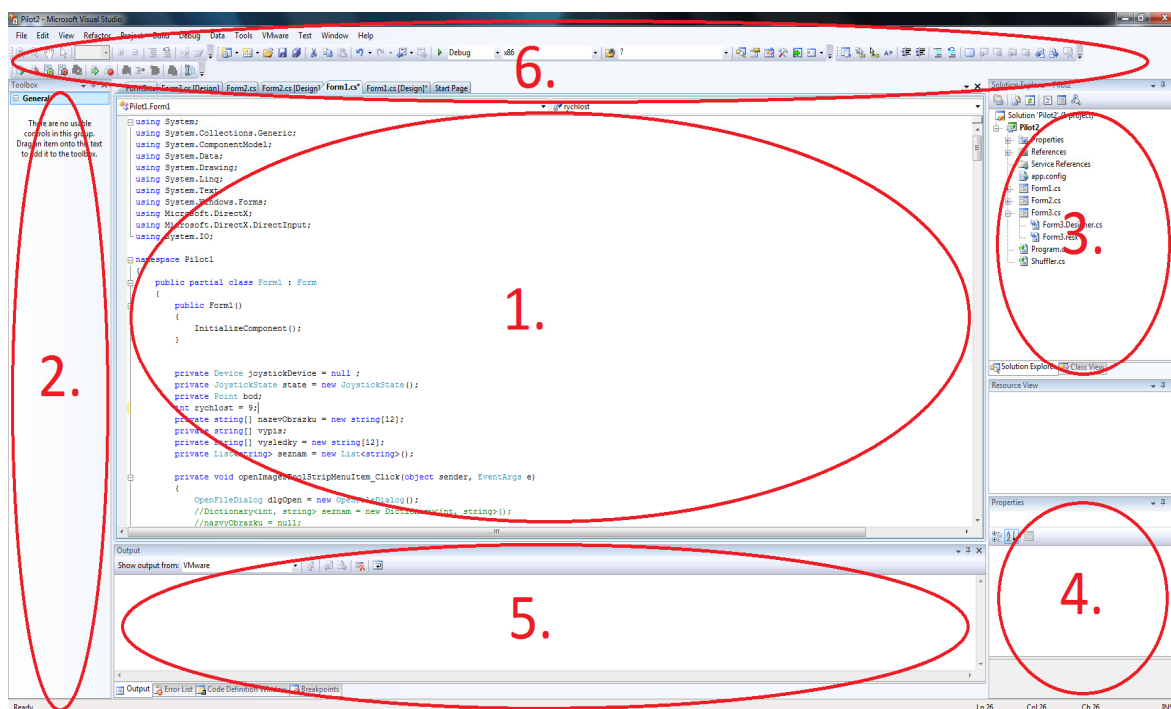 Pilot2 - Microsoft Visual Studio
File Edit View Refactor Project Build Debug Data Tools VMware Test Window Help
Debug x86 ?
6.
Toolbox
General
There are no usable
controls in this group.
Drag an item onto this text
to add it to the toolbox.
2.
Form3.cs Form3.cs [Design] Form2.cs Form2.cs [Design] Form1.cs* Form1.cs [Design]* Start Page
Pilot1.Form1 rychlost
using System;
using System.Collections.Generic;
using System.ComponentModel;
using System.Data;
using System.Drawing;
using System.Linq;
using System.Text;
using System.Windows.Forms;
using Microsoft.DirectX;
using Microsoft.DirectX.DirectInput;
using System.IO;
namespace Pilot1
{
public partial class Form1 : Form
{
public Form1()
{
InitializeComponent();
}
private Device joystickDevice = null ;
private JoystickState state = new JoystickState();
private Point bod;
int rychlost = 9;
private string[] nazevObrazku = new string[12];
private string[] vypis;
private string[] vysledky = new string[12];
private List<string> seznam = new List<string>();
private void openImagesToolStripMenuItem_Click(object sender, EventArgs e)
{
OpenFileDialog dlgOpen = new OpenFileDialog();
//Dictionary<int, string> seznam = new Dictionary<int, string>();
//nazvyObrazku = null;
1.
Output
Show output from: VMware
5.
Output Error List Code Definition Window Breakpoints
Solution Explorer - Pilot2
Solution 'Pilot2' (1 project)
Pilot2
Properties
References
Service References
app.config
Form1.cs
Form2.cs
Form3.cs
Form3.Designer.cs
Form3.resx
Program.cs
Shuffler.cs
3.
Solution Explorer Class View
Resource View
Properties
4.
Ready Ln 26 Col 26 Ch 26